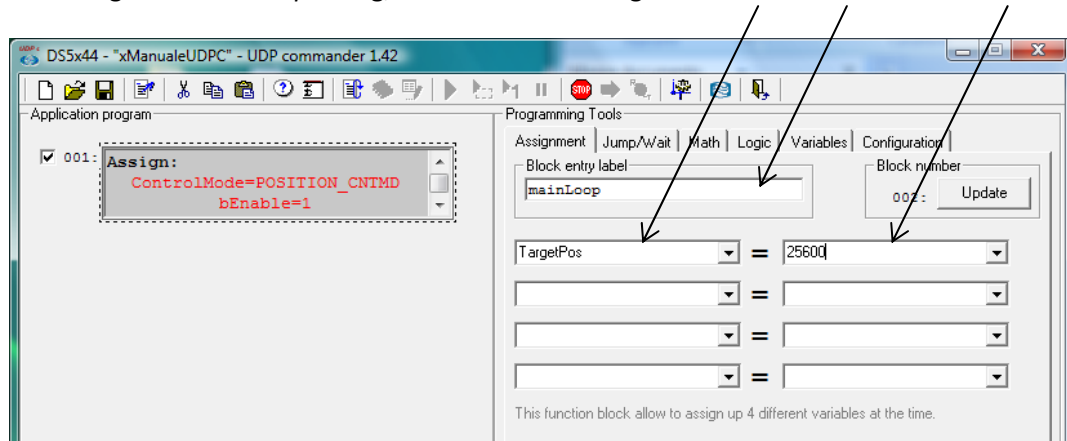 DS5x44 - "xManualeUDPC" - UDP commander 1.42
Application program
Programming Tools
Assignment Jump/Wait Math Logic Variables Configuration
001:
Assign:
ControlMode=POSITION_CNTMD
bEnable=1
Block entry label
mainLoop
Block number
002: Update
TargetPos = 25600
=
=
=
This function block allow to assign up 4 different variables at the time.